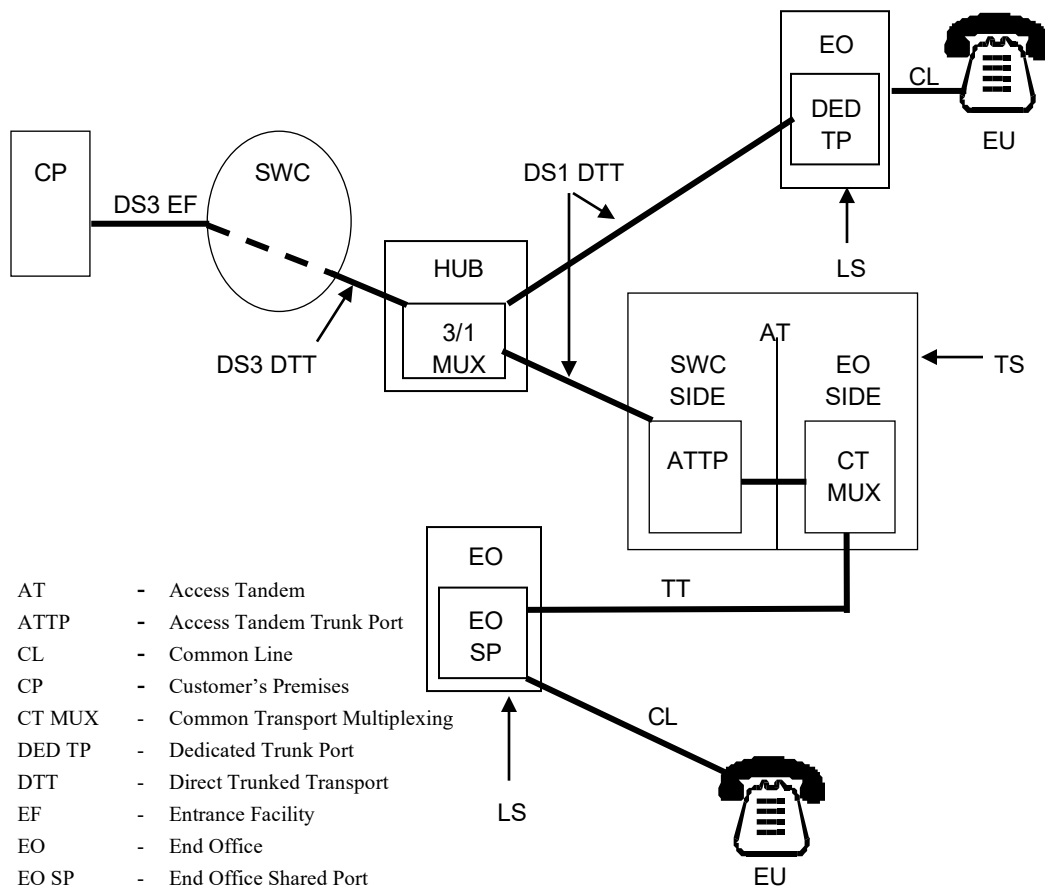 EO
CL
DED
TP
EU
CP
SWC
DS1 DTT
DS3 EF
LS
HUB
3/1
MUX
DS3 DTT
AT
SWC
SIDE
EO
SIDE
TS
ATTP
CT
MUX
EO
EO
SP
TT
CL
LS
EU
AT - Access Tandem
ATTP - Access Tandem Trunk Port
CL - Common Line
CP - Customer’s Premises
CT MUX - Common Transport Multiplexing
DED TP - Dedicated Trunk Port
DTT - Direct Trunked Transport
EF - Entrance Facility
EO - End Office
EO SP - End Office Shared Port